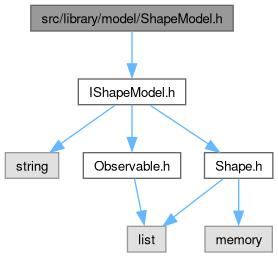 src/library/model/ShapeModel.h
IShapeModel.h
string
Observable.h
Shape.h
list
memory